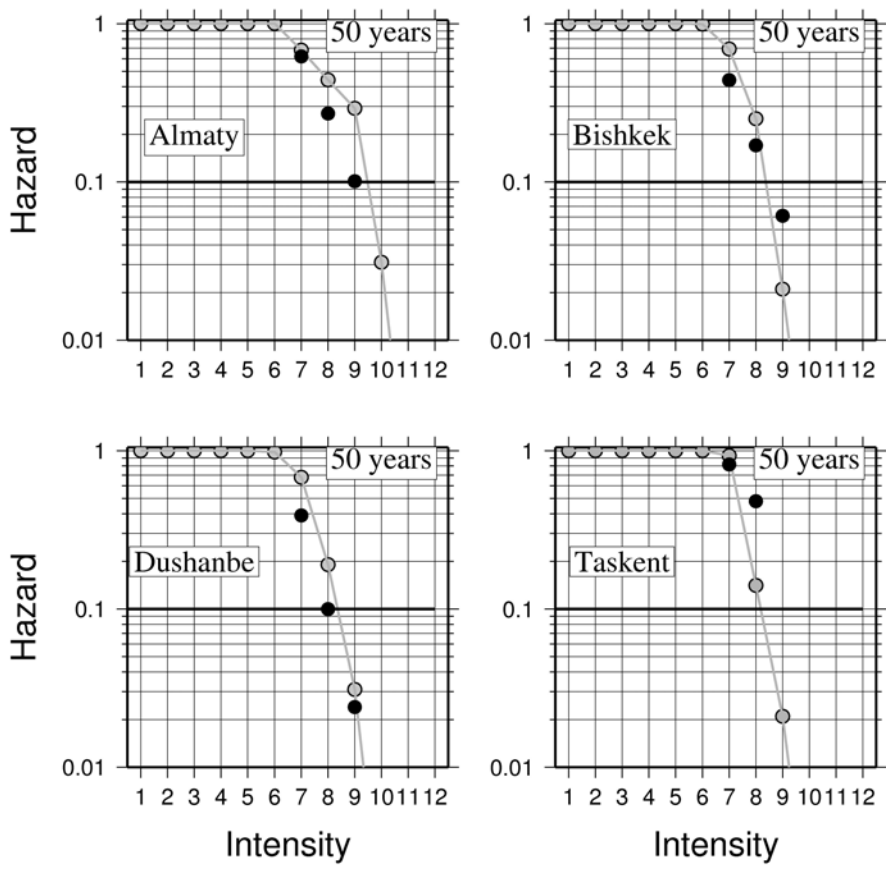 1
50 years
Almaty
Hazard
0.1
0.01
1 2 3 4 5 6 7 8 9 10 11 12
1
50 years
Bishkek
0.1
0.01
1 2 3 4 5 6 7 8 9 10 11 12
1
50 years
Dushanbe
Hazard
0.1
0.01
1 2 3 4 5 6 7 8 9 10 11 12
Intensity
1
50 years
Taskent
0.1
0.01
1 2 3 4 5 6 7 8 9 10 11 12
Intensity